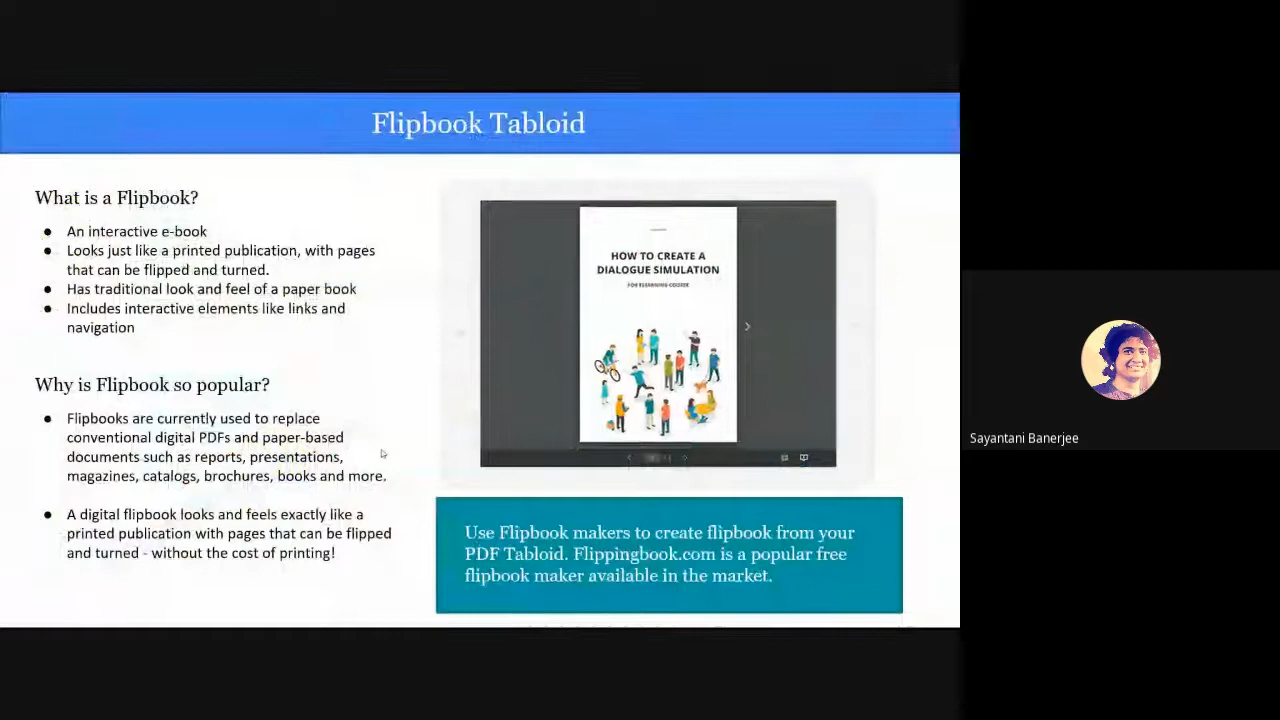 Flipbook Tabloid
What is a Flipbook?
● An interactive e-book
● Looks just like a printed publication, with pages
that can be flipped and turned.
● Has traditional look and feel of a paper book
● Includes interactive elements like links and
navigation
Why is Flipbook so popular?
● Flipbooks are currently used to replace
conventional digital PDFs and paper-based
documents such as reports, presentations,
magazines, catalogs, brochures, books and more.
● A digital flipbook looks and feels exactly like a
printed publication with pages that can be flipped
and turned - without the cost of printing!
HOW TO CREATE A
DIALOGUE SIMULATION
FOR ELEARNING COURSE
Use Flipbook makers to create flipbook from your
PDF Tabloid. Flippingbook.com is a popular free
flipbook maker available in the market.
Sayantani Banerjee